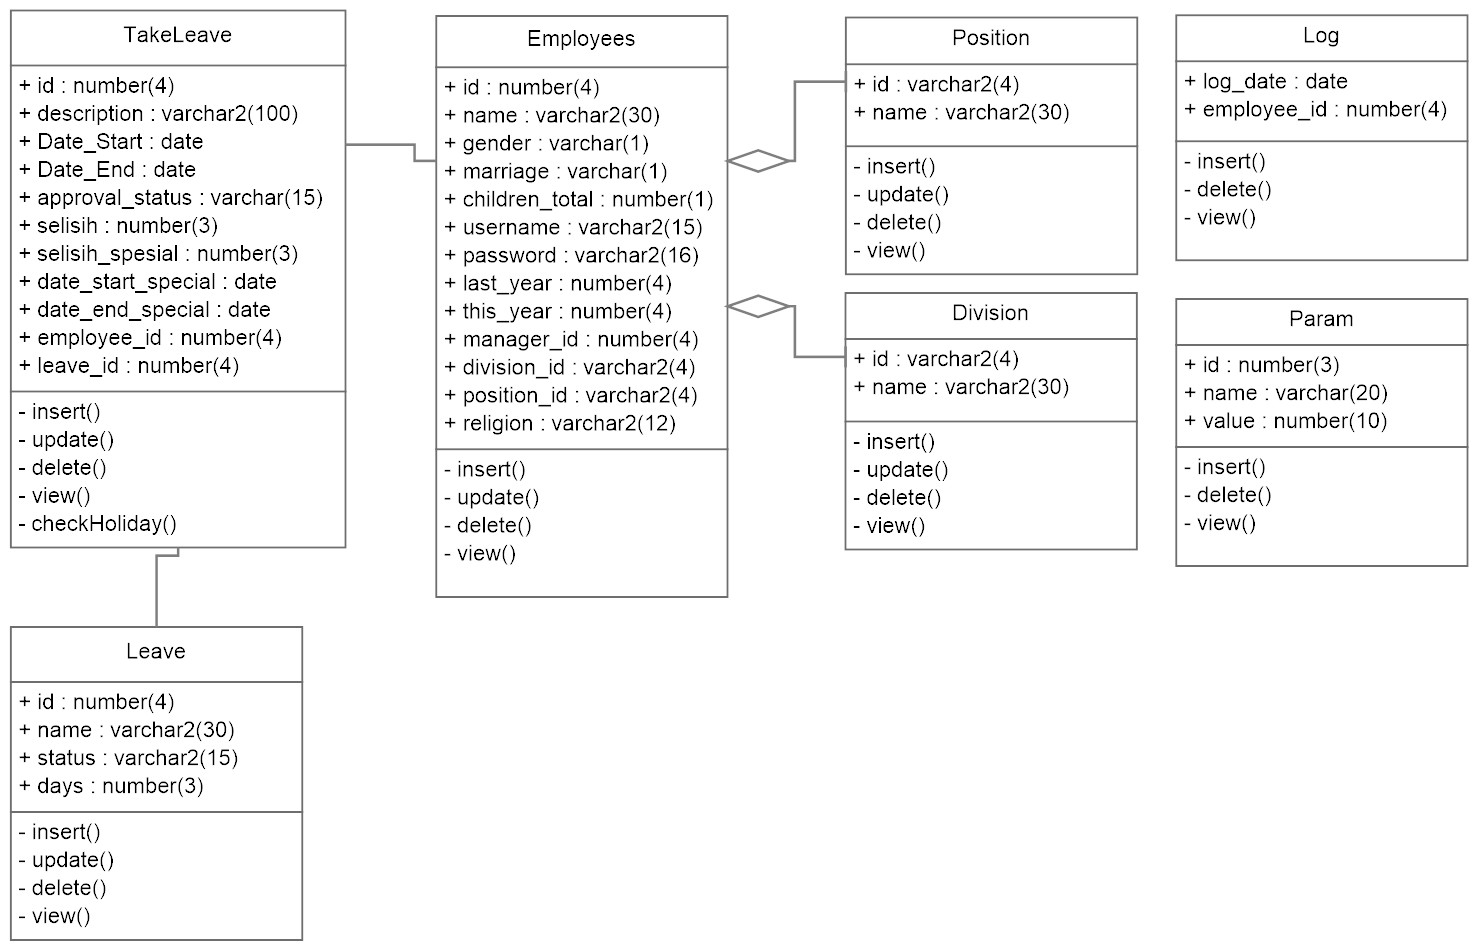 TakeLeave
+ id : number(4)
+ description : varchar2(100)
+ Date_Start : date
+ Date_End : date
+ approval_status : varchar(15)
+ selisih : number(3)
+ selisih_spesial : number(3)
+ date_start_special : date
+ date_end_special : date
+ employee_id : number(4)
+ leave_id : number(4)
- insert()
- update()
- delete()
- view()
- checkHoliday()
Employees
+ id : number(4)
+ name : varchar2(30)
+ gender : varchar(1)
+ marriage : varchar(1)
+ children_total : number(1)
+ username : varchar2(15)
+ password : varchar2(16)
+ last_year : number(4)
+ this_year : number(4)
+ manager_id : number(4)
+ division_id : varchar2(4)
+ position_id : varchar2(4)
+ religion : varchar2(12)
- insert()
- update()
- delete()
- view()
Position
+ id : varchar2(4)
+ name : varchar2(30)
- insert()
- update()
- delete()
- view()
Log
+ log_date : date
+ employee_id : number(4)
- insert()
- delete()
- view()
Division
+ id : varchar2(4)
+ name : varchar2(30)
- insert()
- update()
- delete()
- view()
Param
+ id : number(3)
+ name : varchar(20)
+ value : number(10)
- insert()
- delete()
- view()
Leave
+ id : number(4)
+ name : varchar2(30)
+ status : varchar2(15)
+ days : number(3)
- insert()
- update()
- delete()
- view()